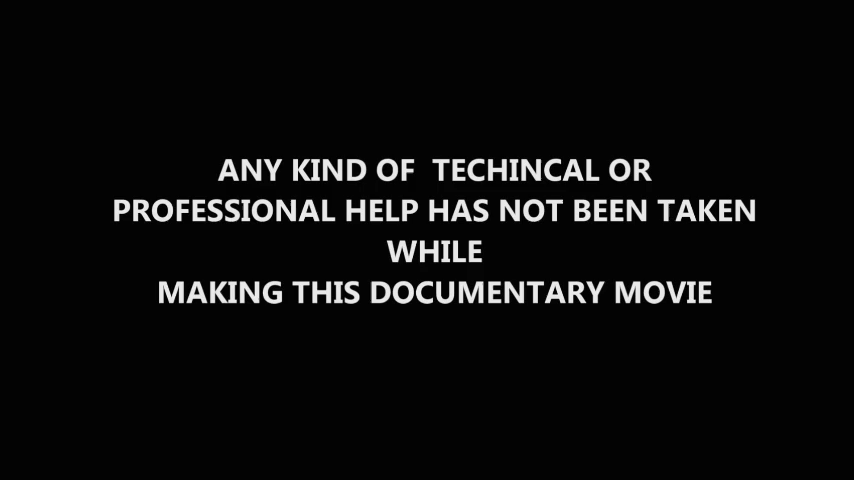 ANY KIND OF  TECHINCAL OR
PROFESSIONAL HELP HAS NOT BEEN TAKEN
WHILE
MAKING THIS DOCUMENTARY MOVIE